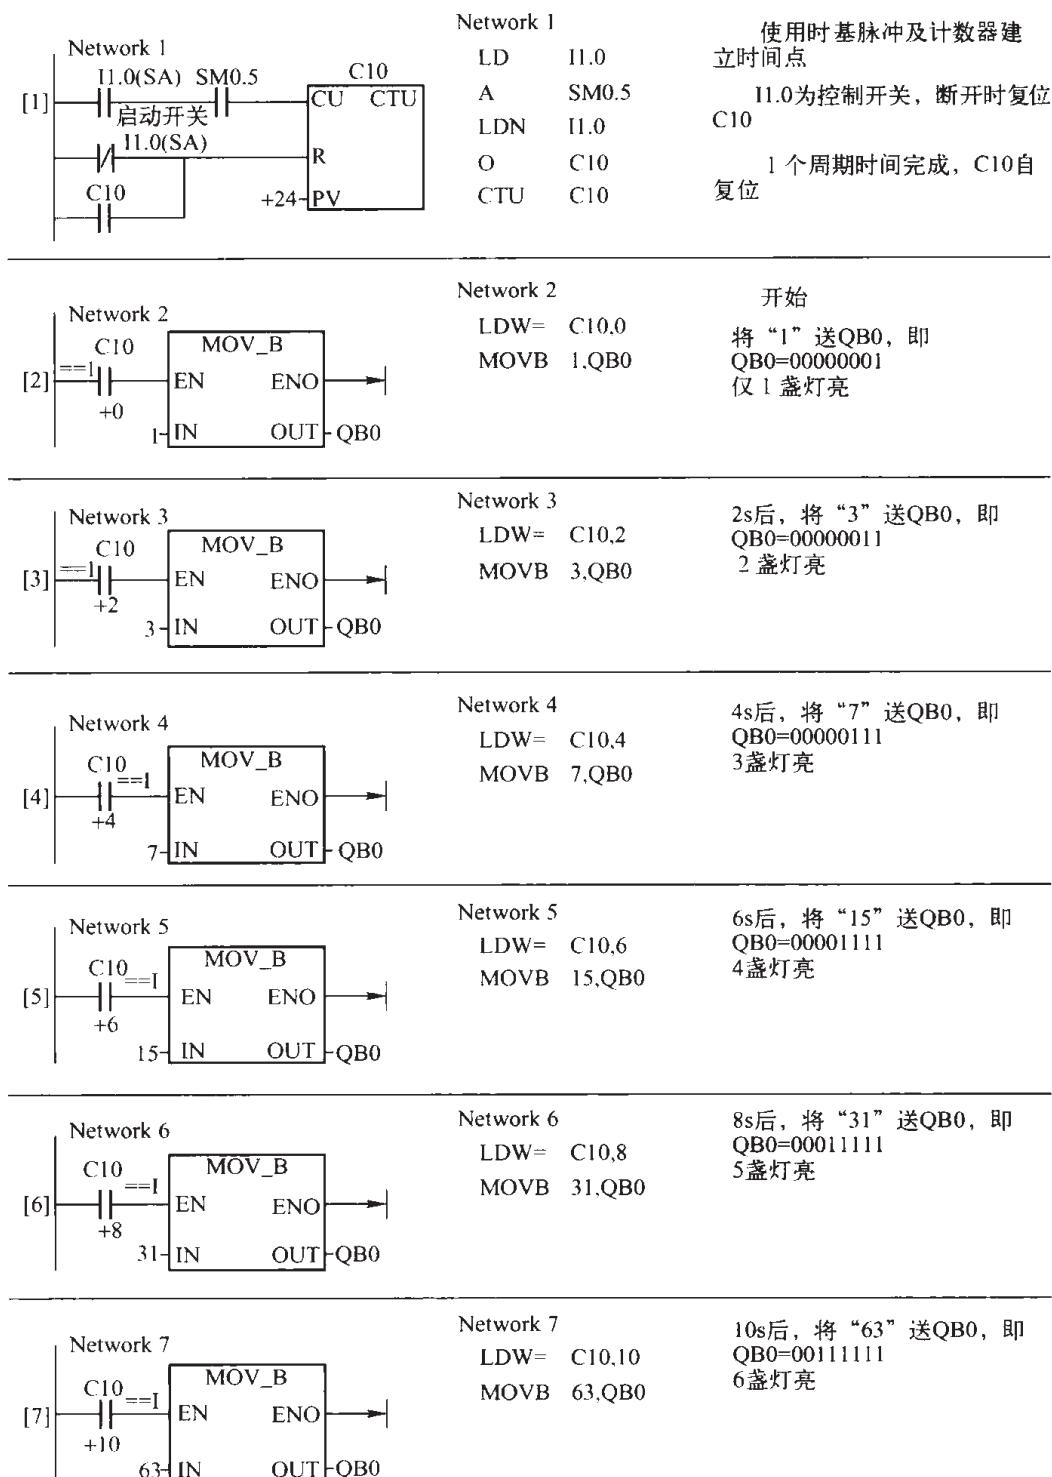 Network 1
I1.0(SA) SM0.5 C10
[1] CU CTU
启动开关
I1.0(SA)
R
C10
+24 PV
Network 1
LD I1.0
A SM0.5
LDN I1.0
O C10
CTU C10
使用时基脉冲及计数器建
立时间点
I1.0为控制开关，断开时复位
C10
1个周期时间完成，C10自
复位
Network 2
C10 MOV_B
[2] ==1 EN ENO
+0
1 IN OUT QB0
Network 2
LDW= C10,0
MOVB 1,QB0
开始
将“1”送QB0，即
QB0=00000001
仅1盏灯亮
Network 3
C10 MOV_B
[3] ==1 EN ENO
+2
3 IN OUT QB0
Network 3
LDW= C10,2
MOVB 3,QB0
2s后，将“3”送QB0，即
QB0=00000011
2盏灯亮
Network 4
C10 ==I MOV_B
[4] EN ENO
+4
7 IN OUT QB0
Network 4
LDW= C10,4
MOVB 7,QB0
4s后，将“7”送QB0，即
QB0=00000111
3盏灯亮
Network 5
C10 ==I MOV_B
[5] EN ENO
+6
15 IN OUT QB0
Network 5
LDW= C10,6
MOVB 15,QB0
6s后，将“15”送QB0，即
QB0=00001111
4盏灯亮
Network 6
C10 ==I MOV_B
[6] EN ENO
+8
31 IN OUT QB0
Network 6
LDW= C10,8
MOVB 31,QB0
8s后，将“31”送QB0，即
QB0=00011111
5盏灯亮
Network 7
C10 ==I MOV_B
[7] EN ENO
+10
63 IN OUT QB0
Network 7
LDW= C10,10
MOVB 63,QB0
10s后，将“63”送QB0，即
QB0=00111111
6盏灯亮